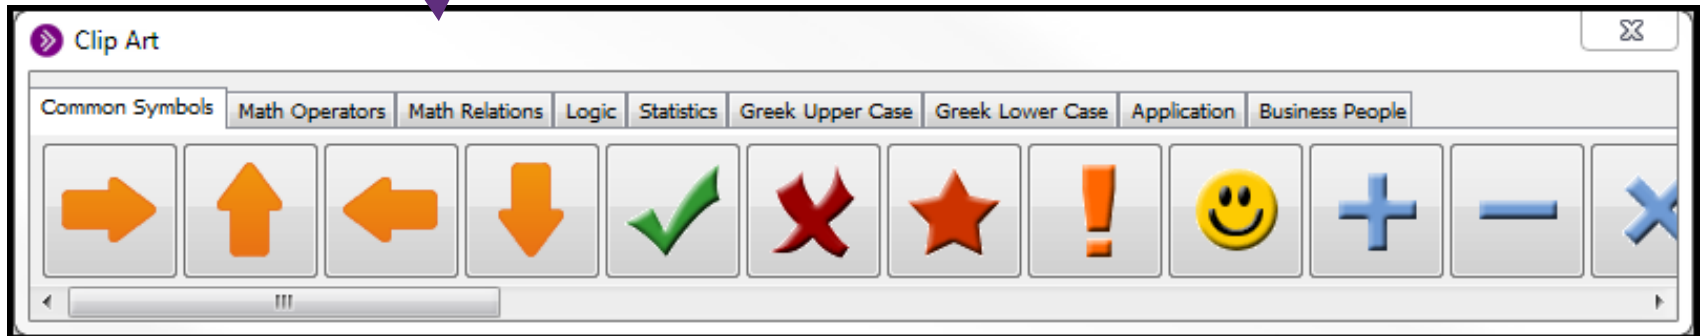 Clip Art
Common Symbols Math Operators Math Relations Logic Statistics Greek Upper Case Greek Lower Case Application Business People